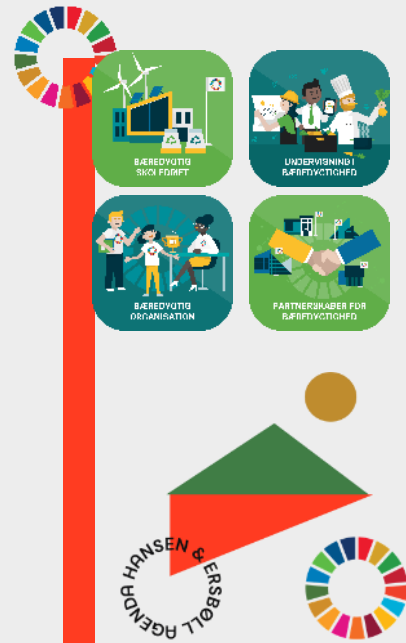 BÆREDYGTIG
SKOLEDRIFT
UNDERVISNING I
BÆREDYGTIGHED
BÆREDYGTIG
ORGANISATION
PARTNERSKABER FOR
BÆREDYGTIGHED
HANSEN & ERSBØLL AGENDA